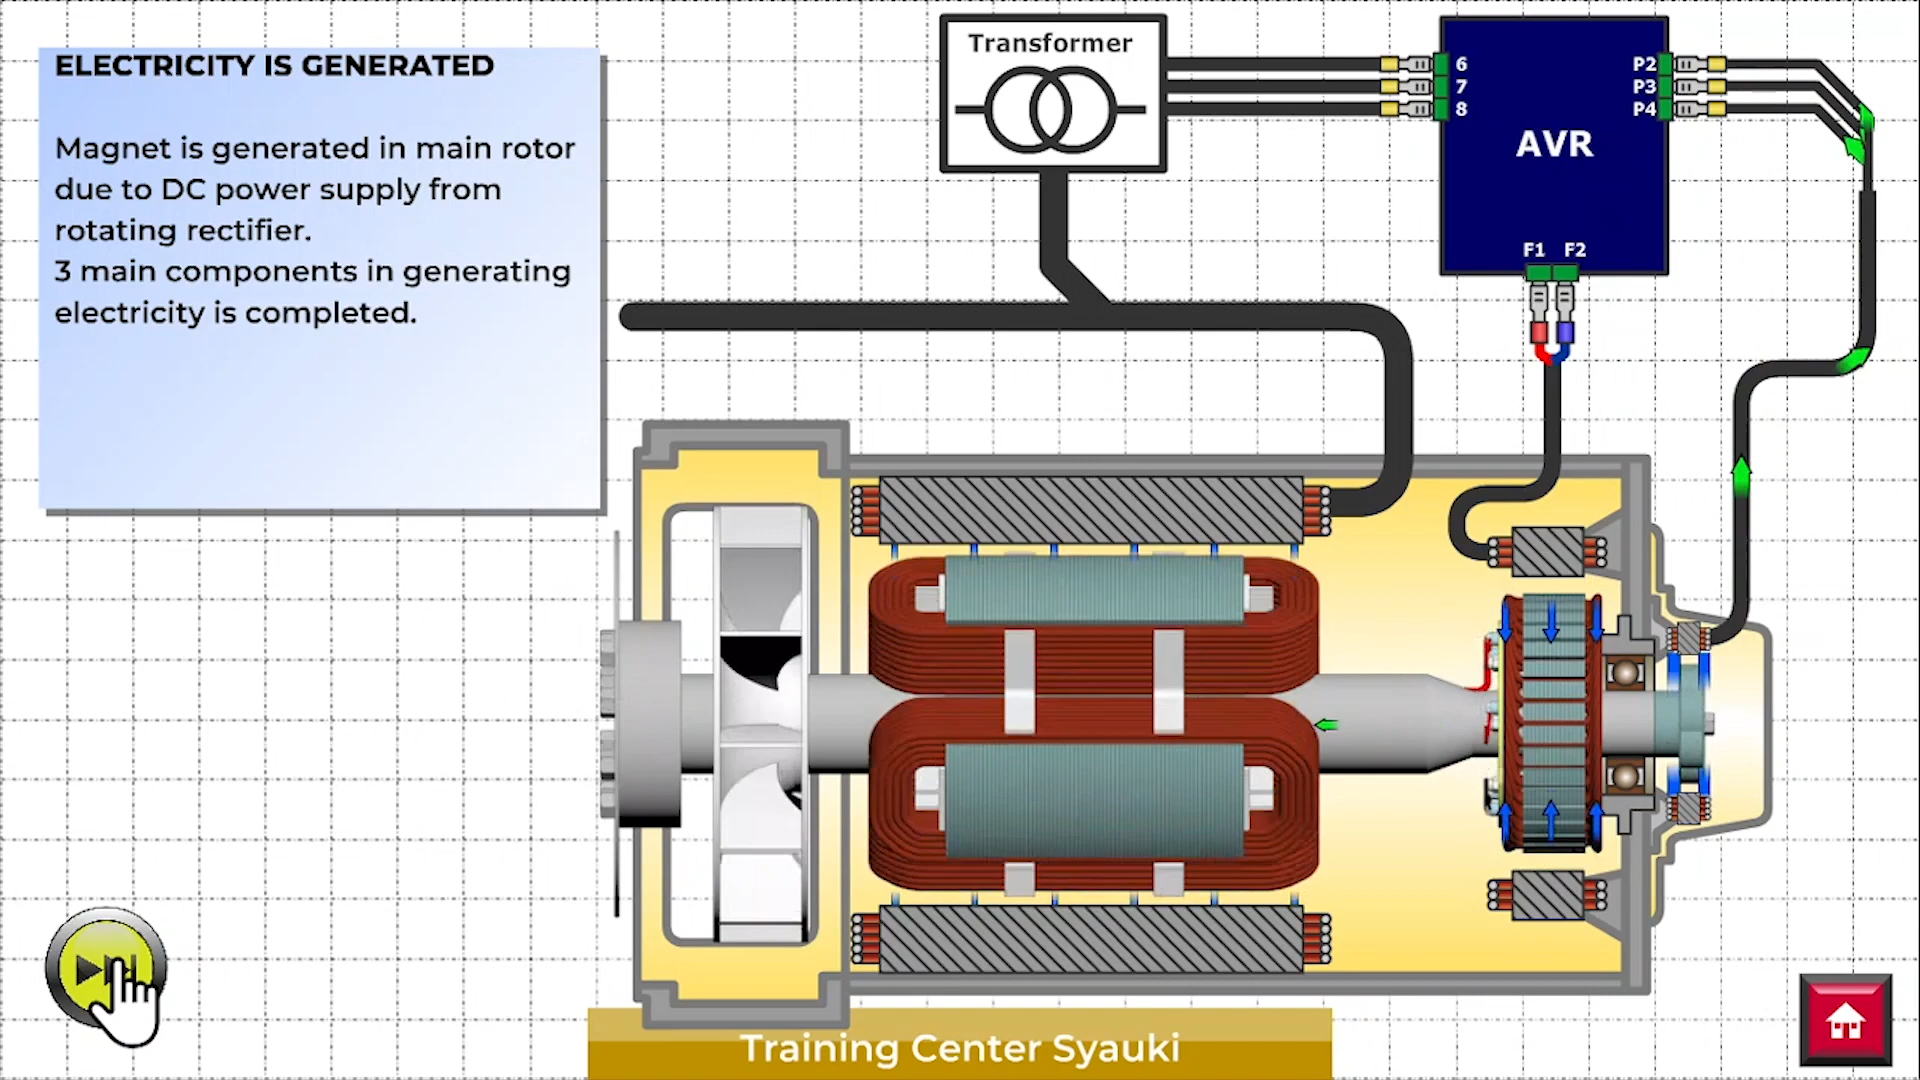 ELECTRICITY IS GENERATED
Magnet is generated in main rotor
due to DC power supply from
rotating rectifier.
3 main components in generating
electricity is completed.
Transformer
6
7
8
P2
P3
P4
AVR
F1 F2
Training Center Syauki